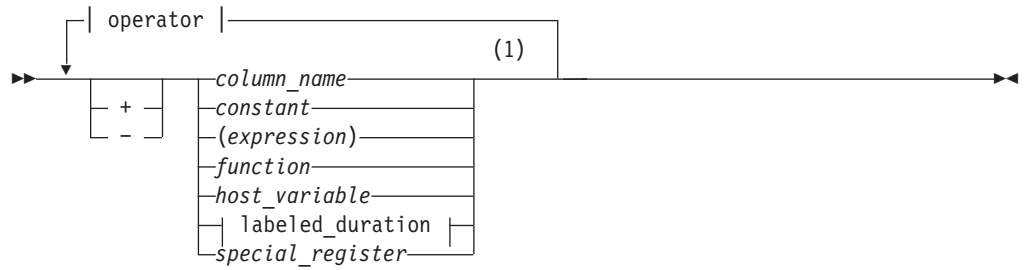 operator
(1)
column_name
+ constant
− (expression)
function
host_variable
labeled_duration
special_register